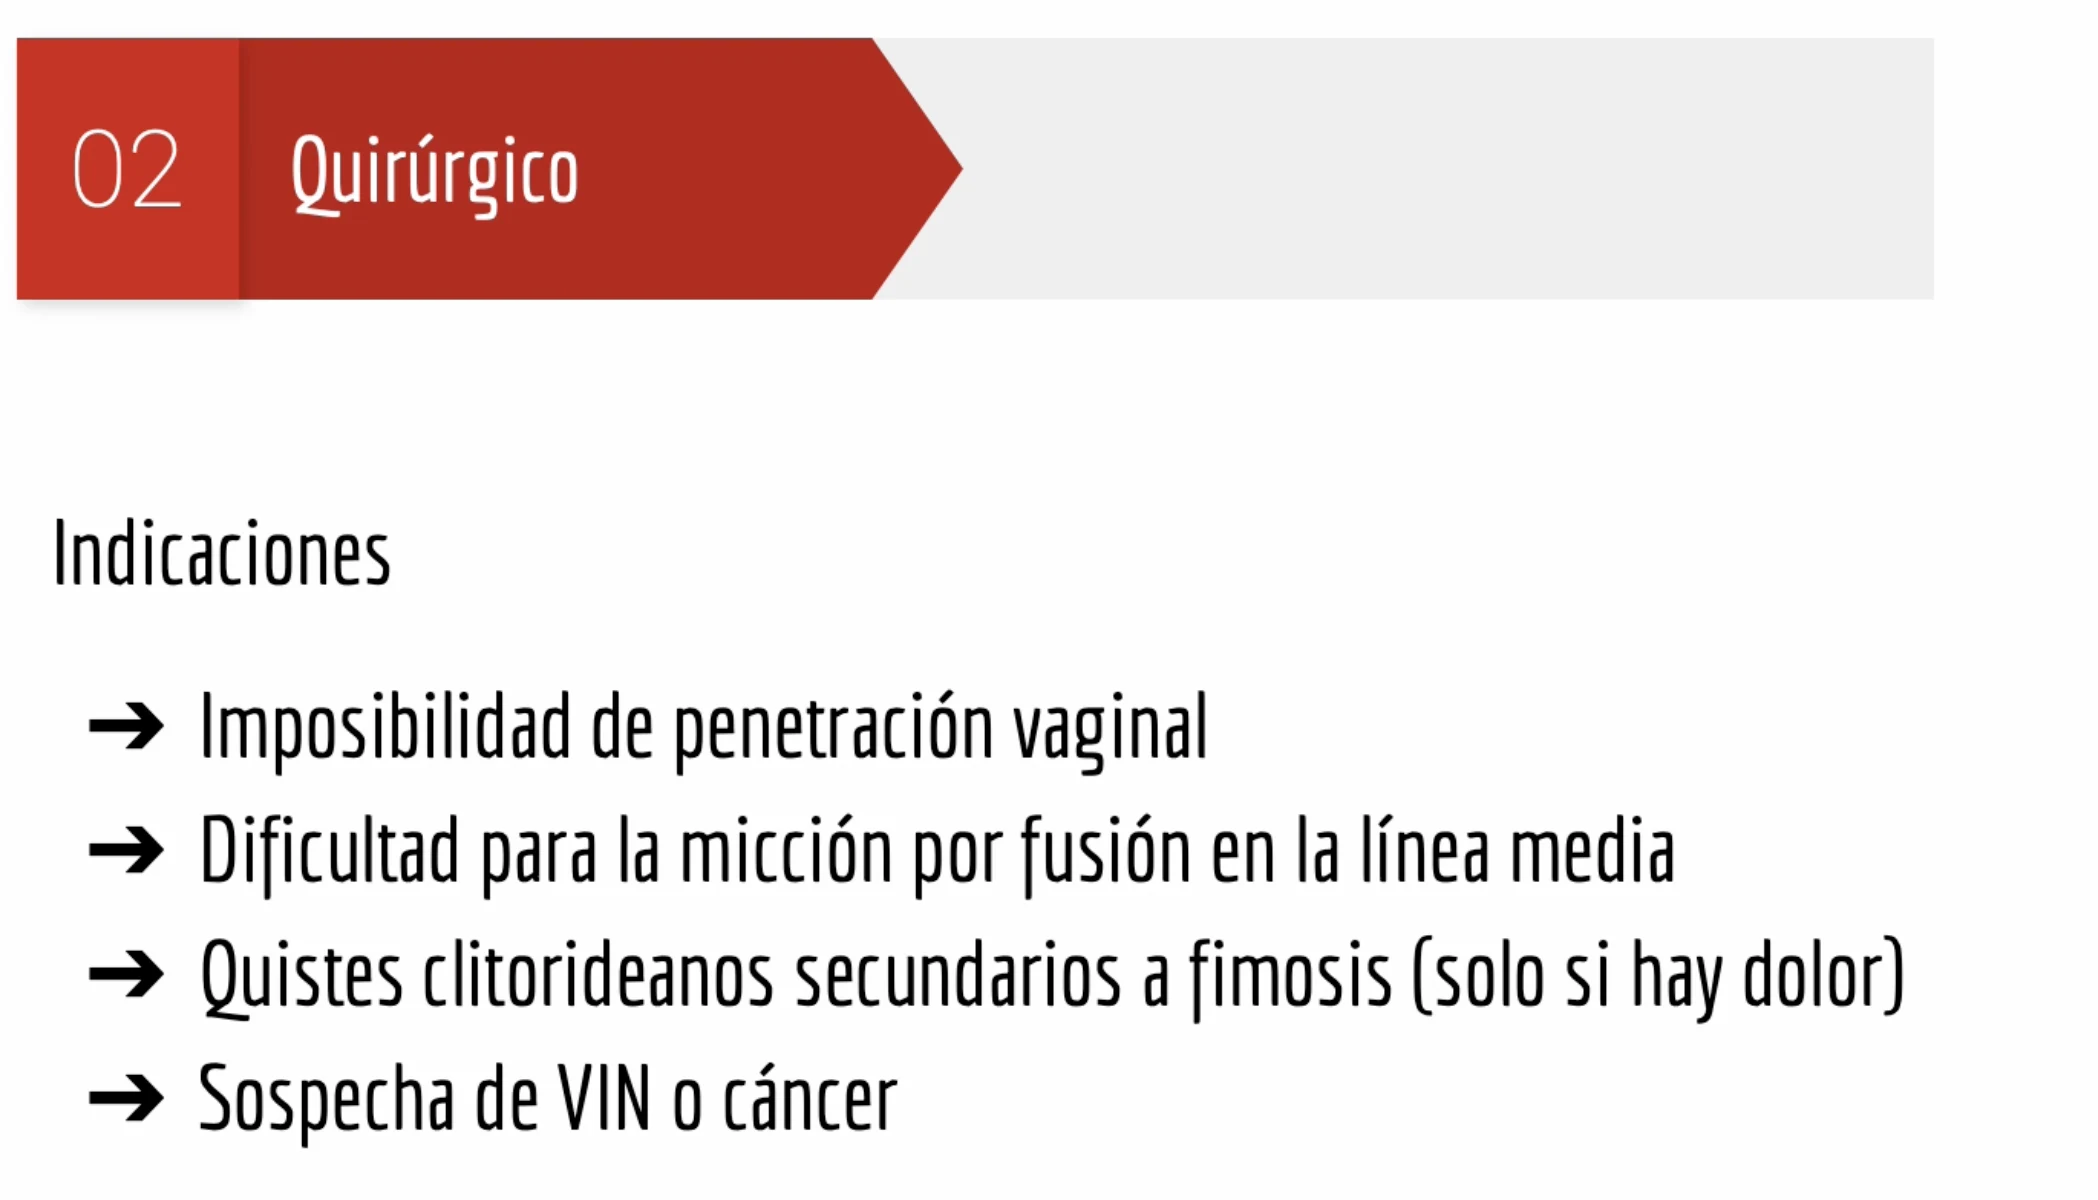 02
Quirúrgico
Indicaciones
➔ Imposibilidad de penetración vaginal
➔ Dificultad para la micción por fusión en la línea media
➔ Quistes clitorideanos secundarios a fimosis (solo si hay dolor)
➔ Sospecha de VIN o cáncer